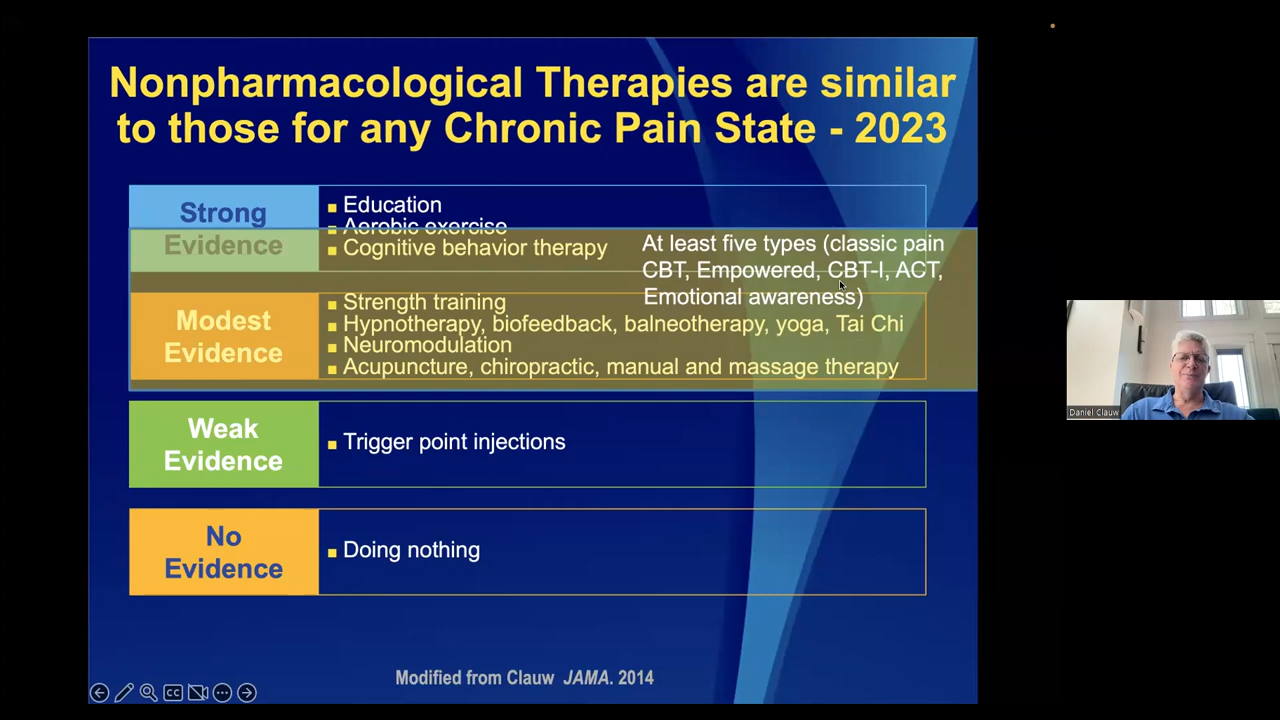 Nonpharmacological Therapies are similar
to those for any Chronic Pain State - 2023
Strong
Evidence
Education
Aerobic exercise
Cognitive behavior therapy
At least five types (classic pain
CBT, Empowered, CBT-I, ACT,
Emotional awareness)
Modest
Evidence
Strength training
Hypnotherapy, biofeedback, balneotherapy, yoga, Tai Chi
Neuromodulation
Acupuncture, chiropractic, manual and massage therapy
Weak
Evidence
Trigger point injections
No
Evidence
Doing nothing
Modified from Clauw JAMA. 2014
CC
Daniel Clauw